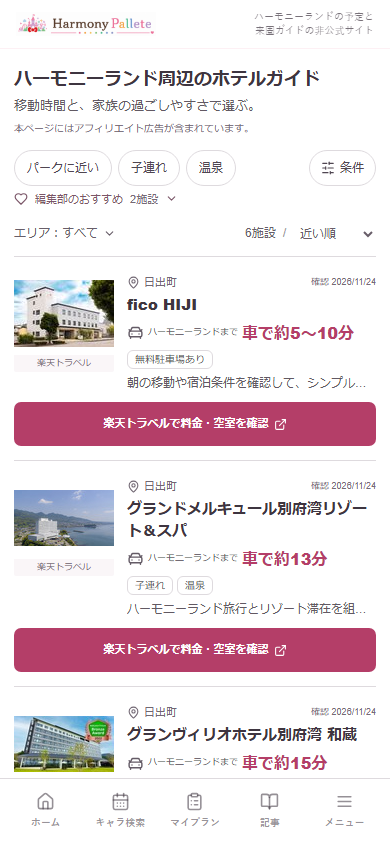 Harmony Pallete
ハーモニーランドの予定と
来園ガイドの非公式サイト
ハーモニーランド周辺のホテルガイド
移動時間と、家族の過ごしやすさで選ぶ。
本ページにはアフィリエイト広告が含まれています。
パークに近い 子連れ 温泉 条件
編集部のおすすめ 2施設
エリア：すべて 6施設 / 近い順
日出町 確認 2026/11/24
fico HIJI
ハーモニーランドまで 車で約5〜10分
楽天トラベル
無料駐車場あり
朝の移動や宿泊条件を確認して、シンプル…
楽天トラベルで料金・空室を確認
日出町 確認 2026/11/24
グランドメルキュール別府湾リゾー
ト＆スパ
ハーモニーランドまで 車で約13分
楽天トラベル
子連れ 温泉
ハーモニーランド旅行とリゾート滞在を組…
楽天トラベルで料金・空室を確認
日出町 確認 2026/11/24
グランヴィリオホテル別府湾 和蔵
ハーモニーランドまで 車で約15分
ホーム キャラ検索 マイプラン 記事 メニュー